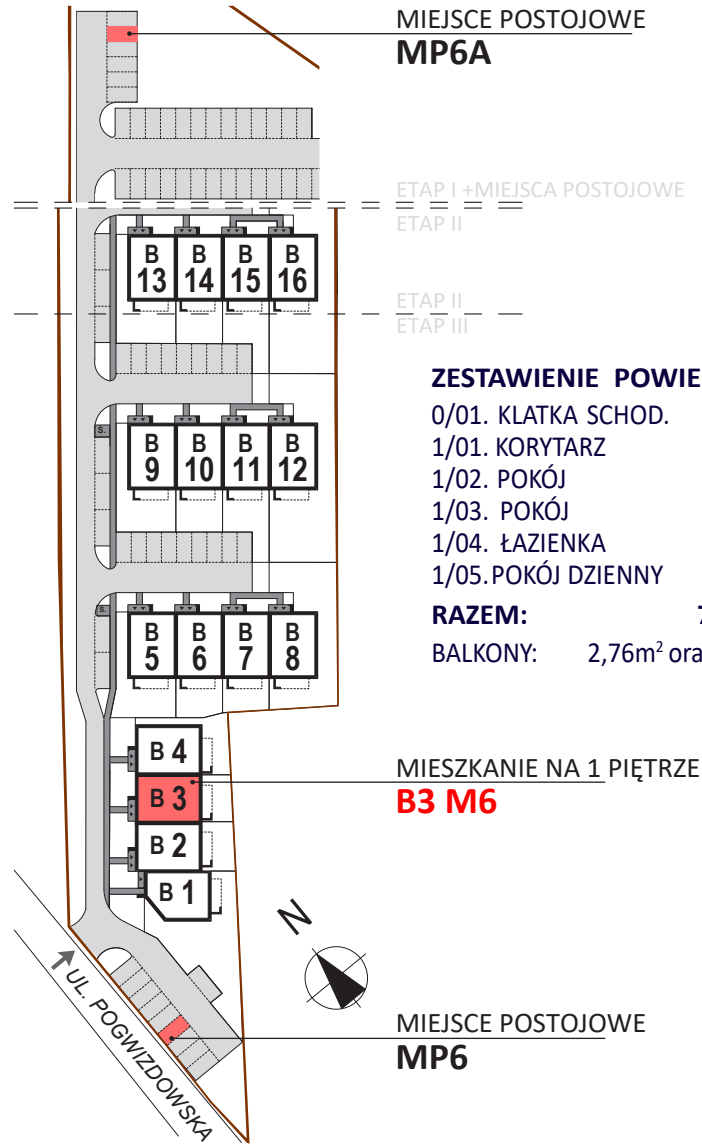 MIEJSCE POSTOJOWE
MP6A
ETAP I +MIEJSCA POSTOJOWE
ETAP II
B 13
B 14
B 15
B 16
ETAP II
ETAP III
ZESTAWIENIE POWIE
0/01. KLATKA SCHOD.
1/01. KORYTARZ
1/02. POKÓJ
1/03. POKÓJ
1/04. ŁAZIENKA
1/05. POKÓJ DZIENNY
RAZEM: 7
BALKONY: 2,76m² ora
S.
B 9
B 10
B 11
B 12
S.
B 5
B 6
B 7
B 8
B 4
MIESZKANIE NA 1 PIĘTRZE
B3 M6
B 3
B 2
B 1
N
UL. POGWIZDOWSKA
MIEJSCE POSTOJOWE
MP6